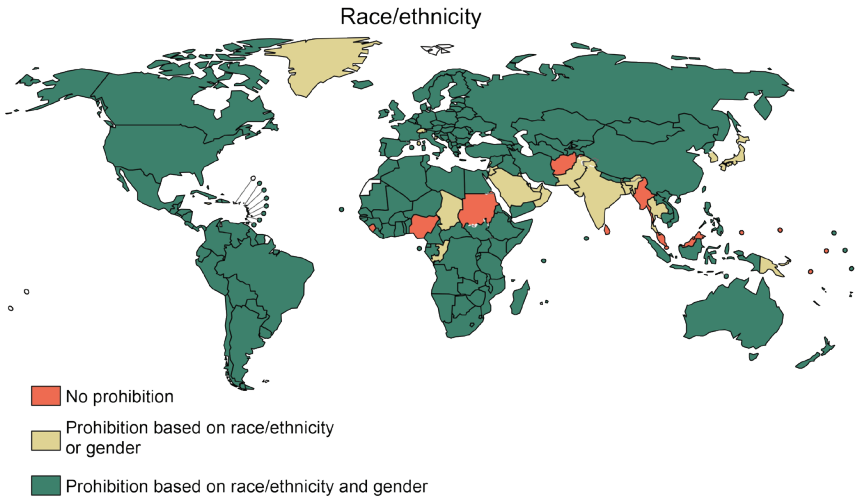 Race/ethnicity
No prohibition
Prohibition based on race/ethnicity
or gender
Prohibition based on race/ethnicity and gender